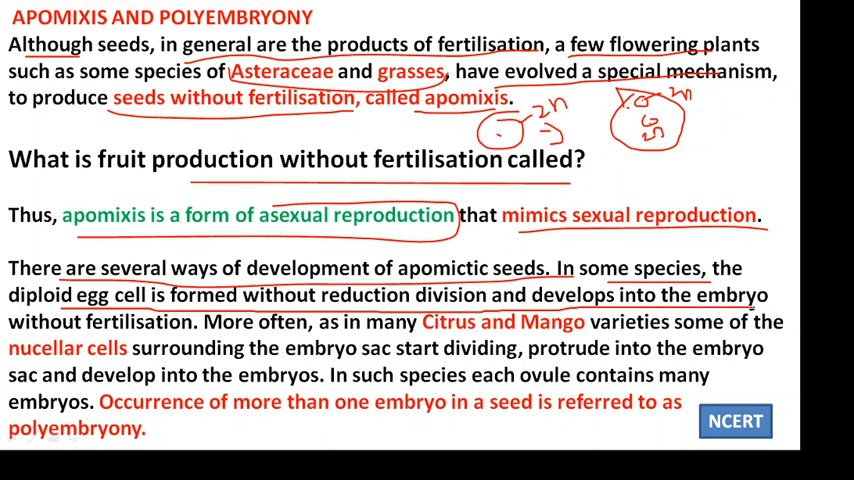 APOMIXIS AND POLYEMBRYONY
Although seeds, in general are the products of fertilisation, a few flowering plants
such as some species of Asteraceae and grasses, have evolved a special mechanism,
to produce seeds without fertilisation, called apomixis.
2n
2n
2n
What is fruit production without fertilisation called?
Thus, apomixis is a form of asexual reproduction that mimics sexual reproduction.
There are several ways of development of apomictic seeds. In some species, the
diploid egg cell is formed without reduction division and develops into the embryo
without fertilisation. More often, as in many Citrus and Mango varieties some of the
nucellar cells surrounding the embryo sac start dividing, protrude into the embryo
sac and develop into the embryos. In such species each ovule contains many
embryos. Occurrence of more than one embryo in a seed is referred to as
polyembryony.
NCERT